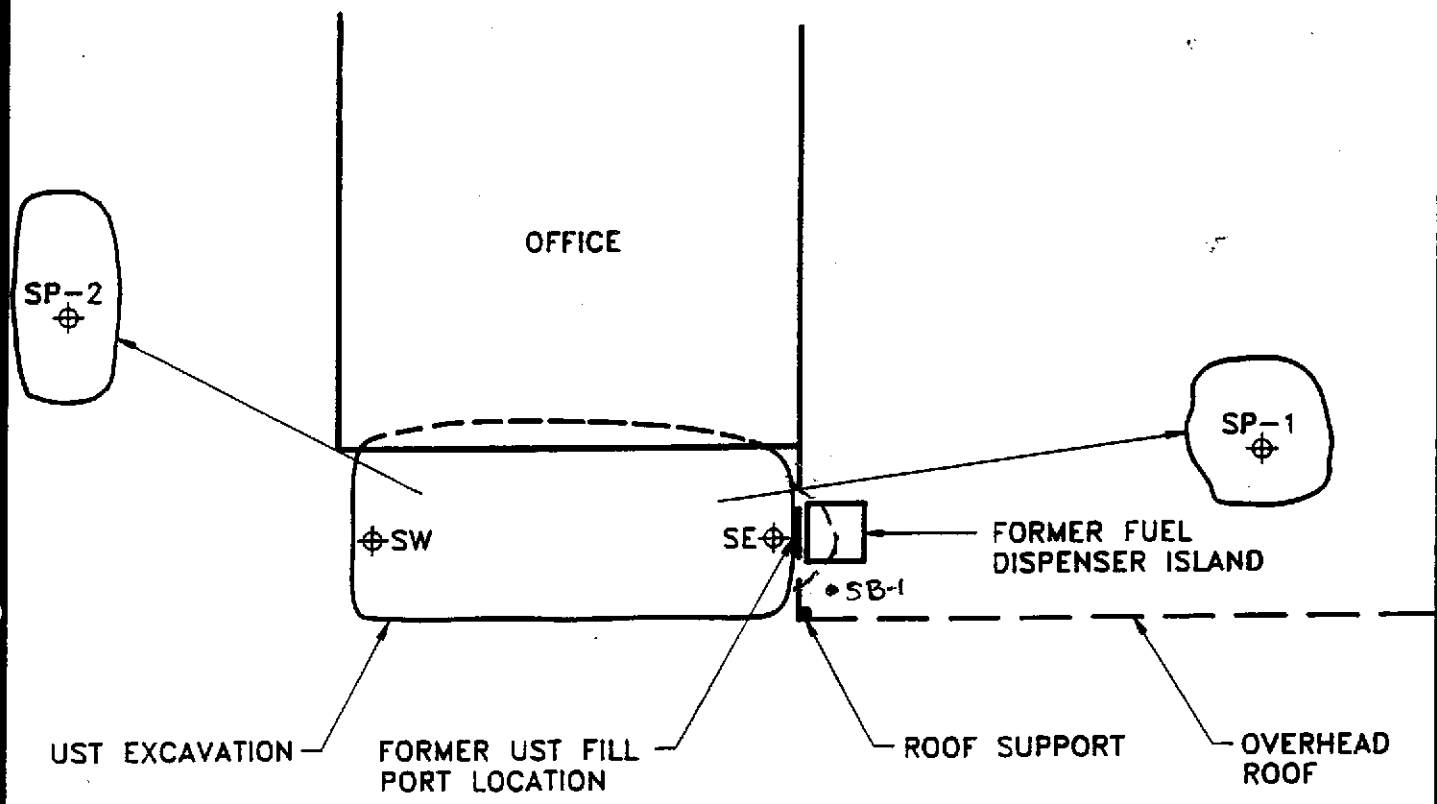 OFFICE
SP-2
SP-1
SW
SE
FORMER FUEL
DISPENSER ISLAND
SB-1
UST EXCAVATION
FORMER UST FILL
PORT LOCATION
ROOF SUPPORT
OVERHEAD
ROOF